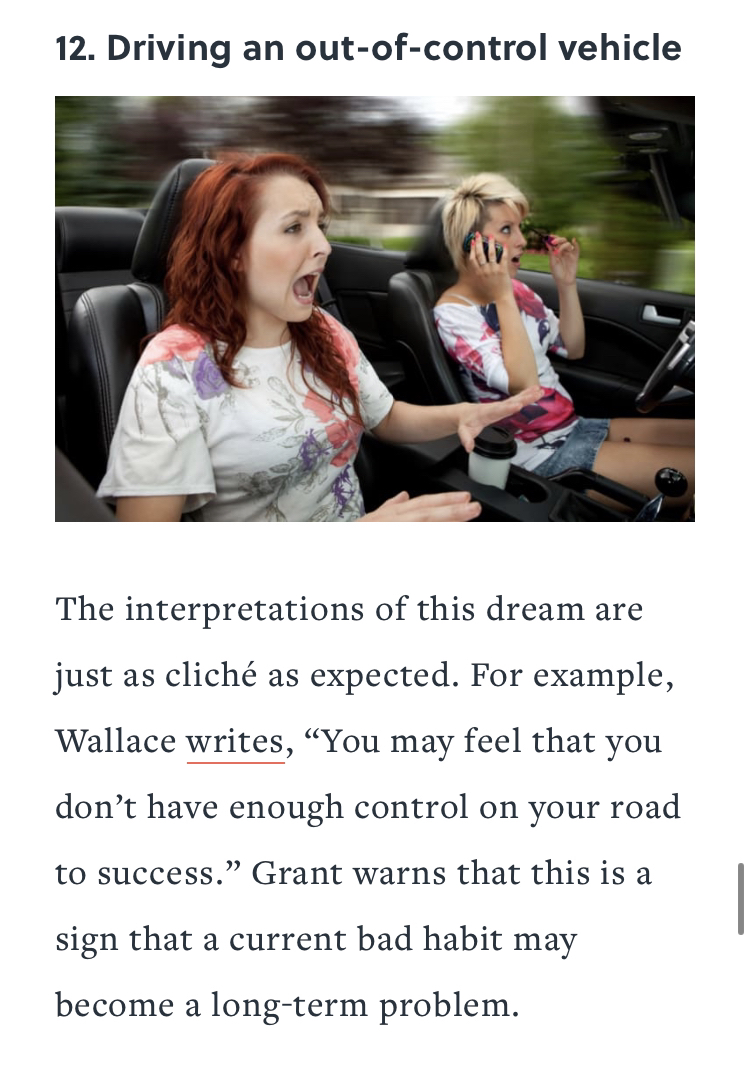 12. Driving an out-of-control vehicle
The interpretations of this dream are
just as cliché as expected. For example,
Wallace writes, “You may feel that you
don’t have enough control on your road
to success.” Grant warns that this is a
sign that a current bad habit may
become a long-term problem.